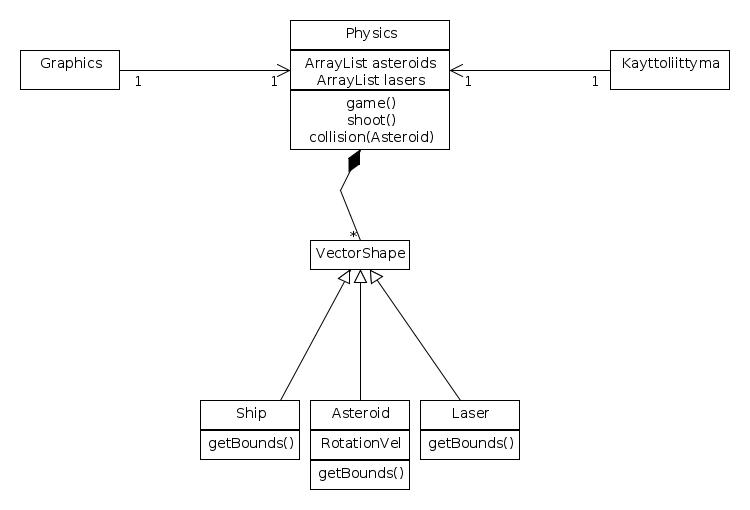 Physics
Graphics
ArrayList asteroids
ArrayList lasers
Kayttoliittyma
1
1
1
1
game()
shoot()
collision(Asteroid)
*
VectorShape
Ship
getBounds()
Asteroid
RotationVel
getBounds()
Laser
getBounds()